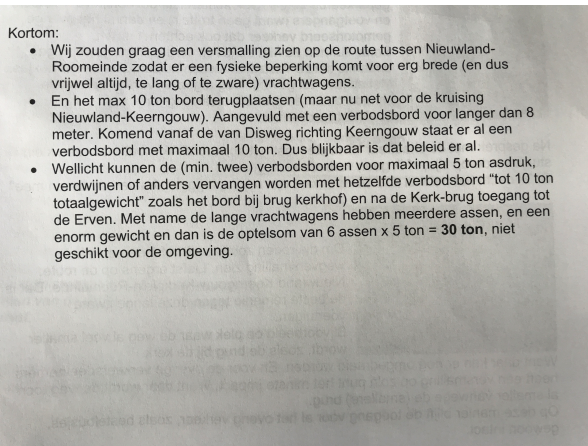 Kortom:
• Wij zouden graag een versmalling zien op de route tussen Nieuwland-
Roomeinde zodat er een fysieke beperking komt voor erg brede (en dus
vrijwel altijd, te lang of te zware) vrachtwagens.
• En het max 10 ton bord terugplaatsen (maar nu net voor de kruising
Nieuwland-Keerngouw). Aangevuld met een verbodsbord voor langer dan 8
meter. Komend vanaf de van Disweg richting Keerngouw staat er al een
verbodsbord met maximaal 10 ton. Dus blijkbaar is dat beleid er al.
• Wellicht kunnen de (min. twee) verbodsborden voor maximaal 5 ton asdruk,
verdwijnen of anders vervangen worden met hetzelfde verbodsbord “tot 10 ton
totaalgewicht” zoals het bord bij brug kerkhof) en na de Kerk-brug toegang tot
de Erven. Met name de lange vrachtwagens hebben meerdere assen, en een
enorm gewicht en dan is de optelsom van 6 assen x 5 ton = 30 ton, niet
geschikt voor de omgeving.